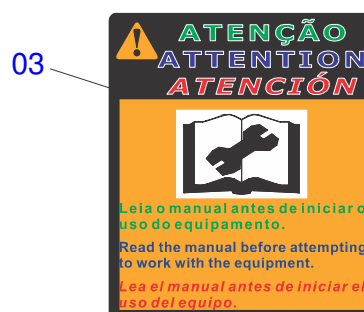 ATENÇÃO
03
ATTENTION
ATENCIÓN
Leia o manual antes de iniciar o
uso do equipamento.
Read the manual before attempting
to work with the equipment.
Lea el manual antes de iniciar el
uso del equipo.